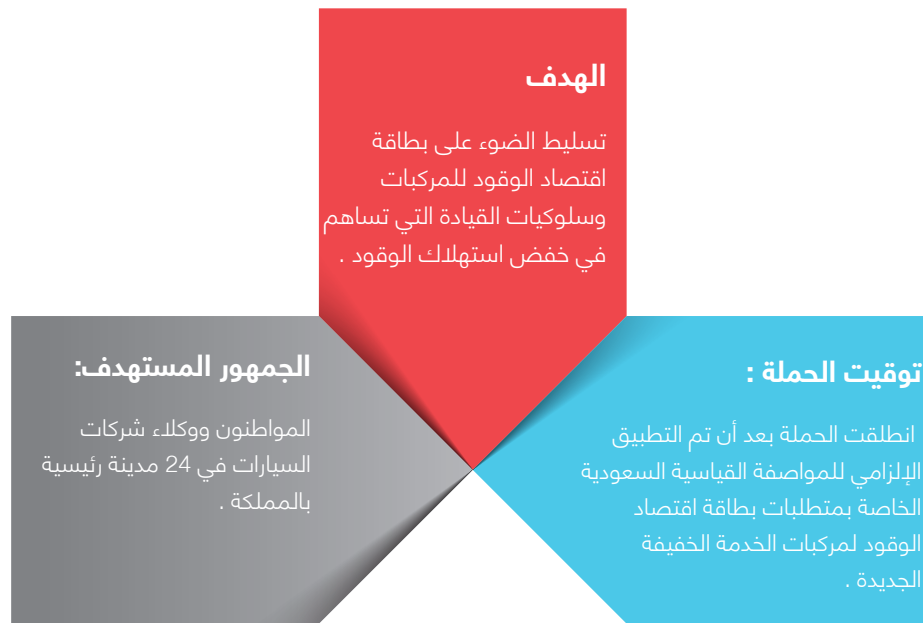 الهدف
تسليط الضوء على بطاقة
اقتصاد الوقود للمركبات
وسلوكيات القيادة التي تساهم
في خفض استهلاك الوقود .
توقيت الحملة :
انطلقت الحملة بعد أن تم التطبيق
الإلزامي للمواصفة القياسية السعودية
الخاصة بمتطلبات بطاقة اقتصاد
الوقود لمركبات الخدمة الخفيفة
الجديدة .
الجمهور المستهدف:
المواطنون ووكلاء شركات
السيارات في 24 مدينة رئيسية
بالمملكة .